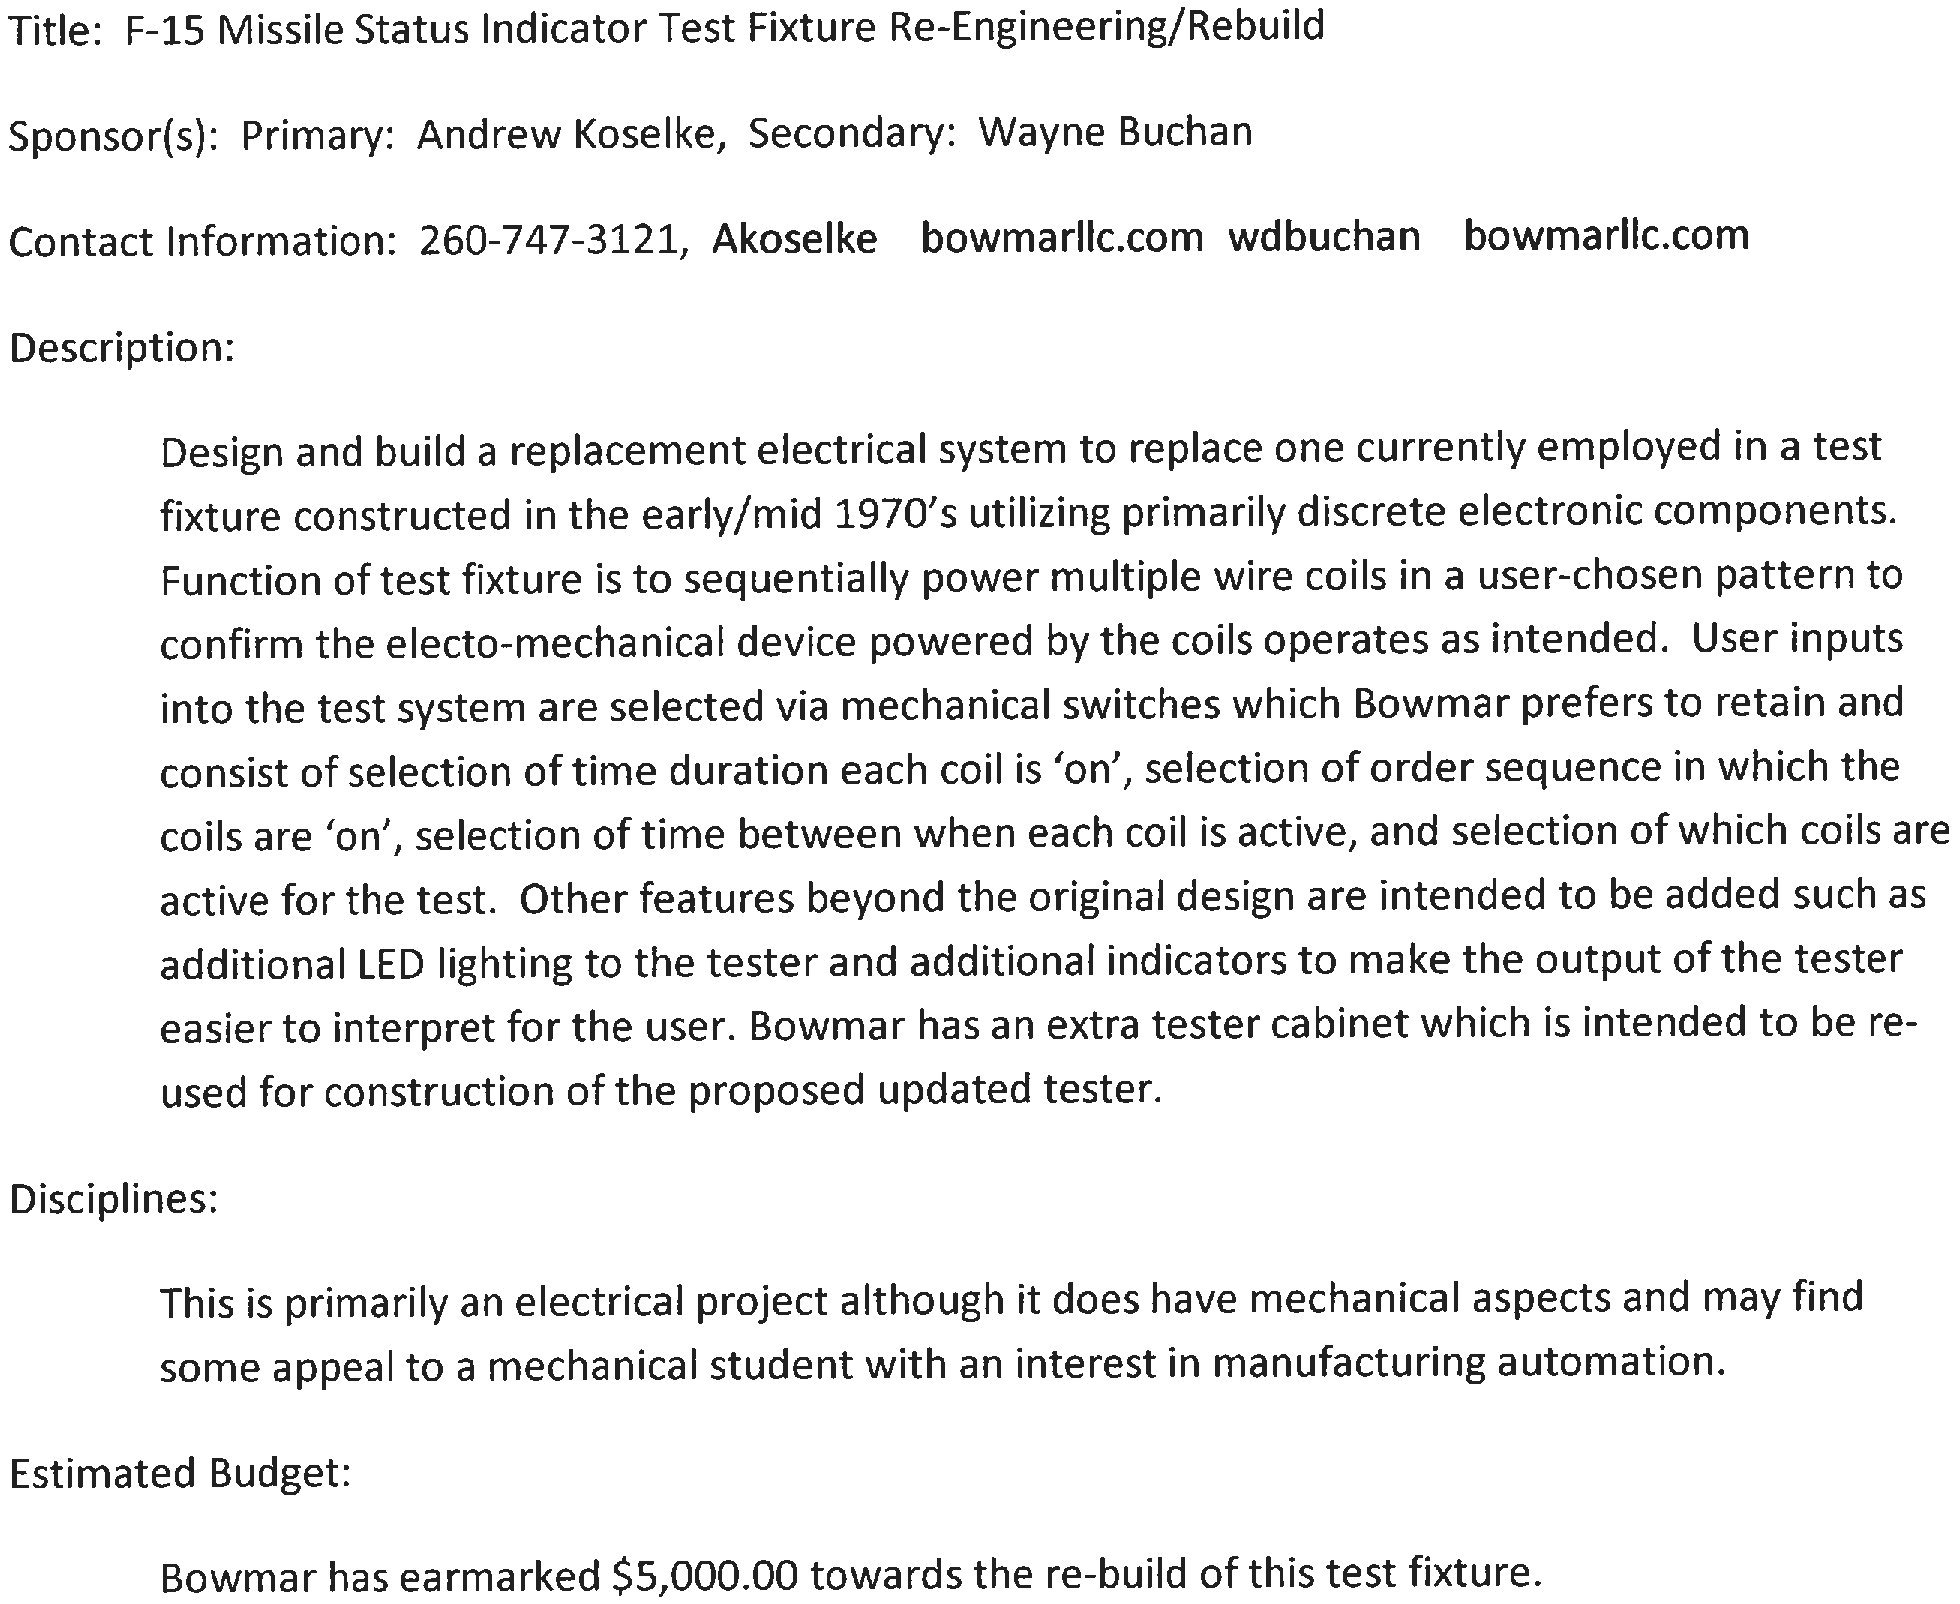 Title: F-15 Missile Status Indicator Test Fixture Re-Engineering/Rebuild
Sponsor(s): Primary: Andrew Koselke, Secondary: Wayne Buchan
Contact Information: 260-747-3121, Akoselke bowmarllc.com wdbuchan bowmarllc.com
Description:
Design and build a replacement electrical system to replace one currently employed in a test
fixture constructed in the early/mid 1970’s utilizing primarily discrete electronic components.
Function of test fixture is to sequentially power multiple wire coils in a user-chosen pattern to
confirm the electo-mechanical device powered by the coils operates as intended. User inputs
into the test system are selected via mechanical switches which Bowmar prefers to retain and
consist of selection of time duration each coil is ‘on’, selection of order sequence in which the
coils are ‘on’, selection of time between when each coil is active, and selection of which coils are
active for the test. Other features beyond the original design are intended to be added such as
additional LED lighting to the tester and additional indicators to make the output of the tester
easier to interpret for the user. Bowmar has an extra tester cabinet which is intended to be re-
used for construction of the proposed updated tester.
Disciplines:
This is primarily an electrical project although it does have mechanical aspects and may find
some appeal to a mechanical student with an interest in manufacturing automation.
Estimated Budget:
Bowmar has earmarked $5,000.00 towards the re-build of this test fixture.